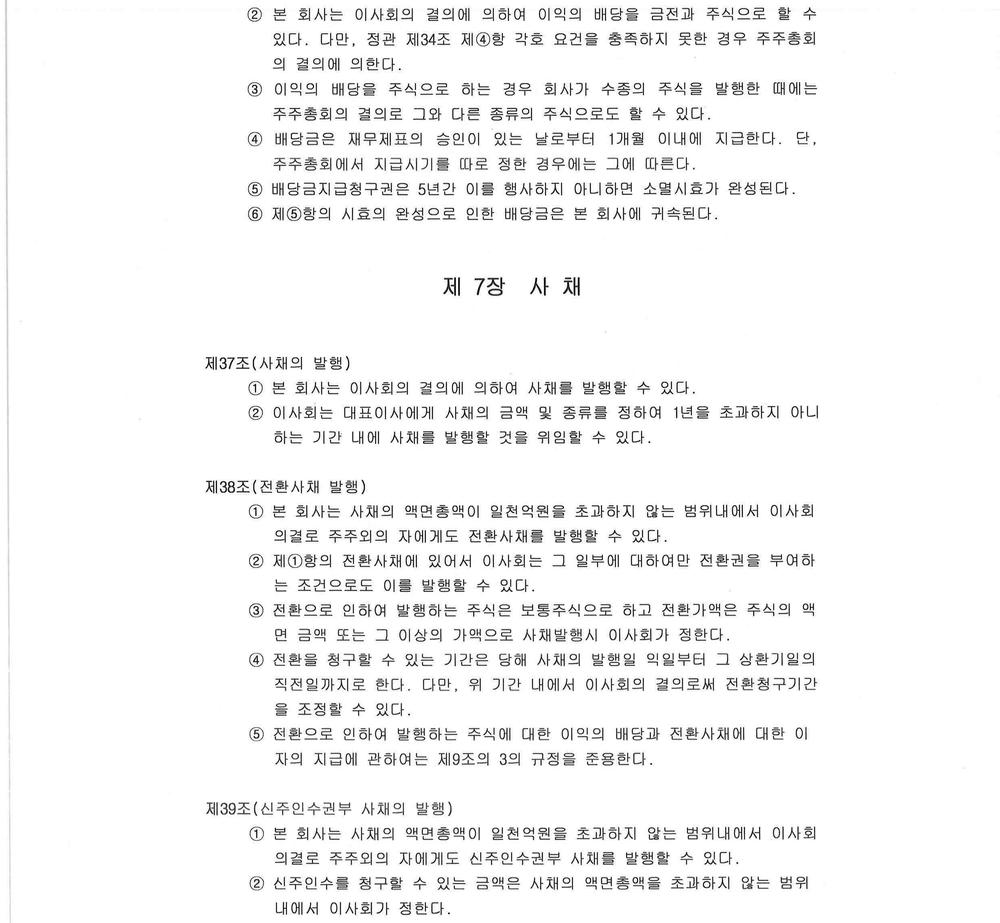 ② 본 회사는 이사회의 결의에 의하여 이익의 배당을 금전과 주식으로 할 수
있다. 다만, 정관 제34조 제④항 각호 요건을 충족하지 못한 경우 주주총회
의 결의에 의한다.
③ 이익의 배당을 주식으로 하는 경우 회사가 수종의 주식을 발행한 때에는
주주총회의 결의로 그와 다른 종류의 주식으로도 할 수 있다.
④ 배당금은 재무제표의 승인이 있는 날로부터 1개월 이내에 지급한다. 단,
주주총회에서 지급시기를 따로 정한 경우에는 그에 따른다.
⑤ 배당금지급청구권은 5년간 이를 행사하지 아니하면 소멸시효가 완성된다.
⑥ 제⑤항의 시효의 완성으로 인한 배당금은 본 회사에 귀속된다.
제 7장 사 채
제37조(사채의 발행)
① 본 회사는 이사회의 결의에 의하여 사채를 발행할 수 있다.
② 이사회는 대표이사에게 사채의 금액 및 종류를 정하여 1년을 초과하지 아니
하는 기간 내에 사채를 발행할 것을 위임할 수 있다.
제38조(전환사채 발행)
① 본 회사는 사채의 액면총액이 일천억원을 초과하지 않는 범위내에서 이사회
의결로 주주외의 자에게도 전환사채를 발행할 수 있다.
② 제①항의 전환사채에 있어서 이사회는 그 일부에 대하여만 전환권을 부여하
는 조건으로도 이를 발행할 수 있다.
③ 전환으로 인하여 발행하는 주식은 보통주식으로 하고 전환가액은 주식의 액
면 금액 또는 그 이상의 가액으로 사채발행시 이사회가 정한다.
④ 전환을 청구할 수 있는 기간은 당해 사채의 발행일 익일부터 그 상환기일의
직전일까지로 한다. 다만, 위 기간 내에서 이사회의 결의로써 전환청구기간
을 조정할 수 있다.
⑤ 전환으로 인하여 발행하는 주식에 대한 이익의 배당과 전환사채에 대한 이
자의 지급에 관하여는 제9조의 3의 규정을 준용한다.
제39조(신주인수권부 사채의 발행)
① 본 회사는 사채의 액면총액이 일천억원을 초과하지 않는 범위내에서 이사회
의결로 주주외의 자에게도 신주인수권부 사채를 발행할 수 있다.
② 신주인수를 청구할 수 있는 금액은 사채의 액면총액을 초과하지 않는 범위
내에서 이사회가 정한다.